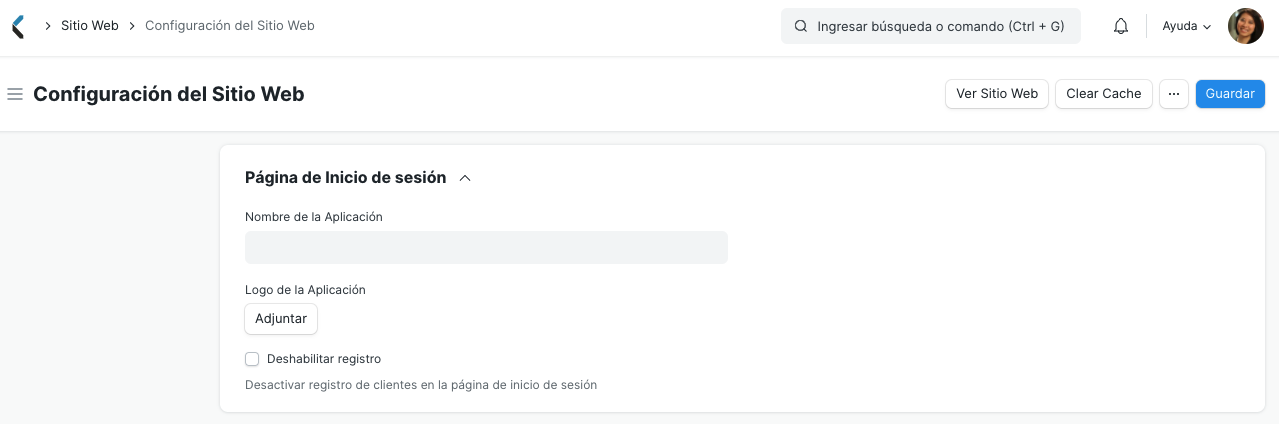 Sitio Web
Configuración del Sitio Web
Ingresar búsqueda o comando (Ctrl + G)
Ayuda
Configuración del Sitio Web
Ver Sitio Web
Clear Cache
...
Guardar
Página de Inicio de sesión
Nombre de la Aplicación
Logo de la Aplicación
Adjuntar
Deshabilitar registro
Desactivar registro de clientes en la página de inicio de sesión